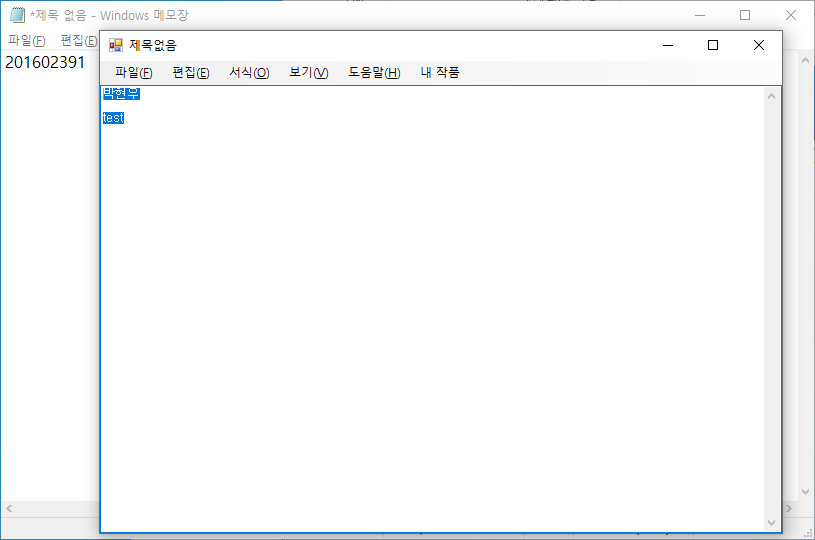 *제목 없음 - Windows 메모장
파일(F) 편집(E)
201602391
제목없음
파일(F) 편집(E) 서식(O) 보기(V) 도움말(H) 내 작품
박현우
test